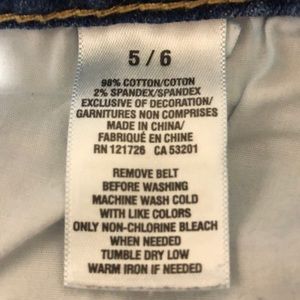 5 / 6
98% COTTON/COTON
2% SPANDEX/SPANDEX
EXCLUSIVE OF DECORATION/
GARNITURES NON COMPRISES
MADE IN CHINA/
FABRIQUÉ EN CHINE
RN 121726 CA 53201
REMOVE BELT
BEFORE WASHING
MACHINE WASH COLD
WITH LIKE COLORS
ONLY NON-CHLORINE BLEACH
WHEN NEEDED
TUMBLE DRY LOW
WARM IRON IF NEEDED